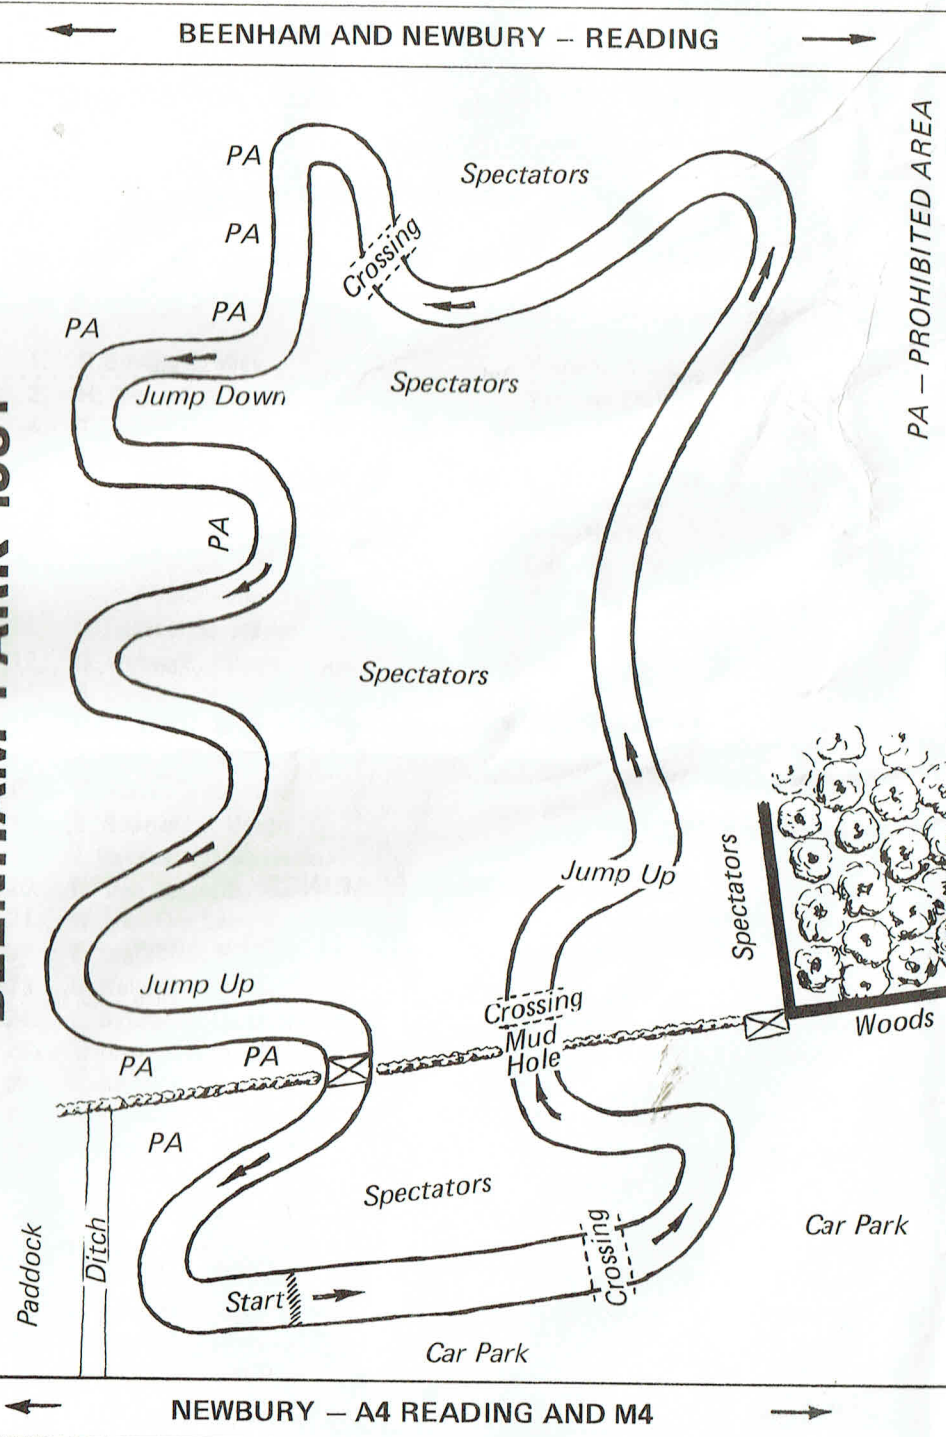 BEENHAM AND NEWBURY – READING
PA
Spectators
PA – PROHIBITED AREA
PA
Crossing
PA
PA
Spectators
Jump Down
PA
Spectators
Jump Up
Spectators
Jump Up
Crossing
Mud
Hole
Woods
PA
PA
PA
Spectators
Paddock
Ditch
Crossing
Car Park
Start
Car Park
NEWBURY – A4 READING AND M4